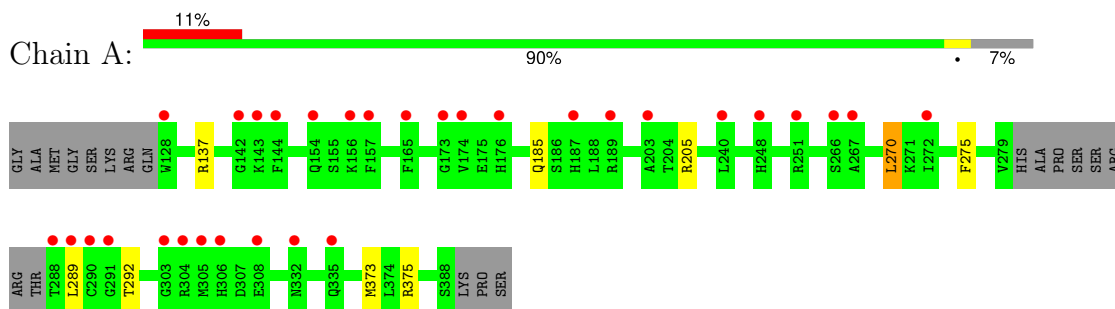 11%
Chain A:
90% • 7%
GLY ALA MET GLY SER LYS ARG GLN W128 R137 G142 K143 F144 Q154 S155 K156 F157 F165 G173 V174 E175 H176 Q185 S186 H187 L188 R189 A203 T204 R205 L240 H248 R251 S266 A267 L270 K271 I272 F275 V279 HIS ALA PRO SER SER ARG
ARG THR T288 L289 C290 G291 T292 G303 R304 M305 H306 D307 E308 N332 Q335 M373 L374 R375 S388 LYS PRO SER